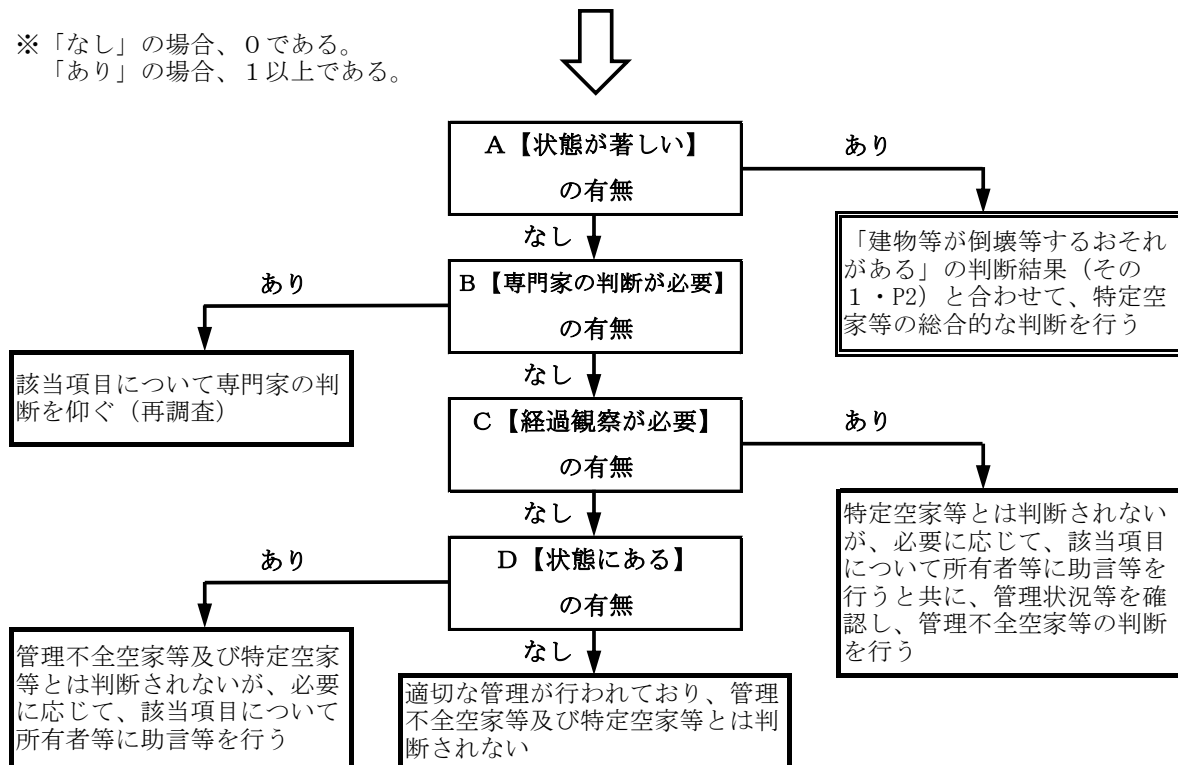 ※「なし」の場合、０である。
「あり」の場合、１以上である。
Ａ【状態が著しい】
の有無
あり
なし
「建物等が倒壊等するおそれ
がある」の判断結果（その
１・P2）と合わせて、特定空
家等の総合的な判断を行う
あり
Ｂ【専門家の判断が必要】
の有無
なし
該当項目について専門家の判
断を仰ぐ（再調査）
Ｃ【経過観察が必要】
の有無
あり
なし
特定空家等とは判断されない
が、必要に応じて、該当項目
について所有者等に助言等を
行うと共に、管理状況等を確
認し、管理不全空家等の判断
を行う
あり
Ｄ【状態にある】
の有無
なし
管理不全空家等及び特定空家
等とは判断されないが、必要
に応じて、該当項目について
所有者等に助言等を行う
適切な管理が行われており、管理
不全空家等及び特定空家等とは判
断されない